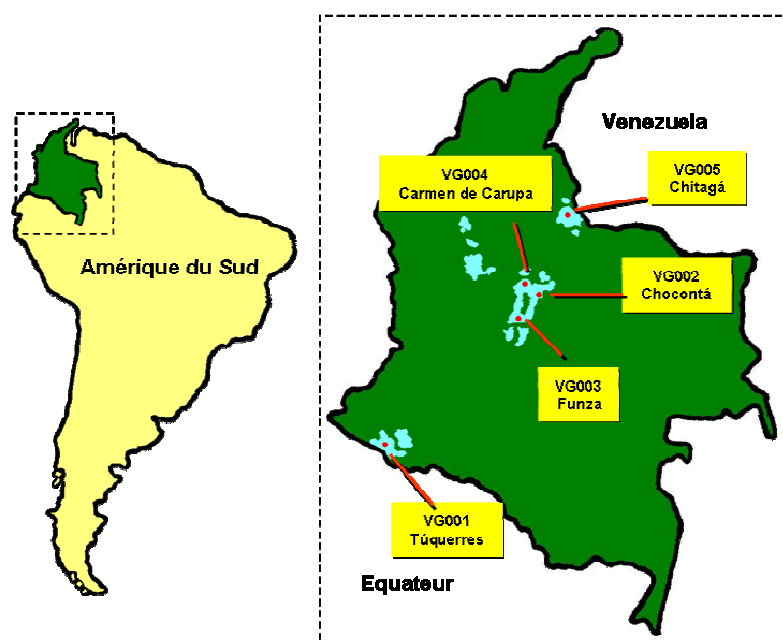 Amérique du Sud
Venezuela
VG004
Carmen de Carupa
VG005
Chitagá
VG002
Chocontá
VG003
Funza
VG001
Túquerres
Equateur